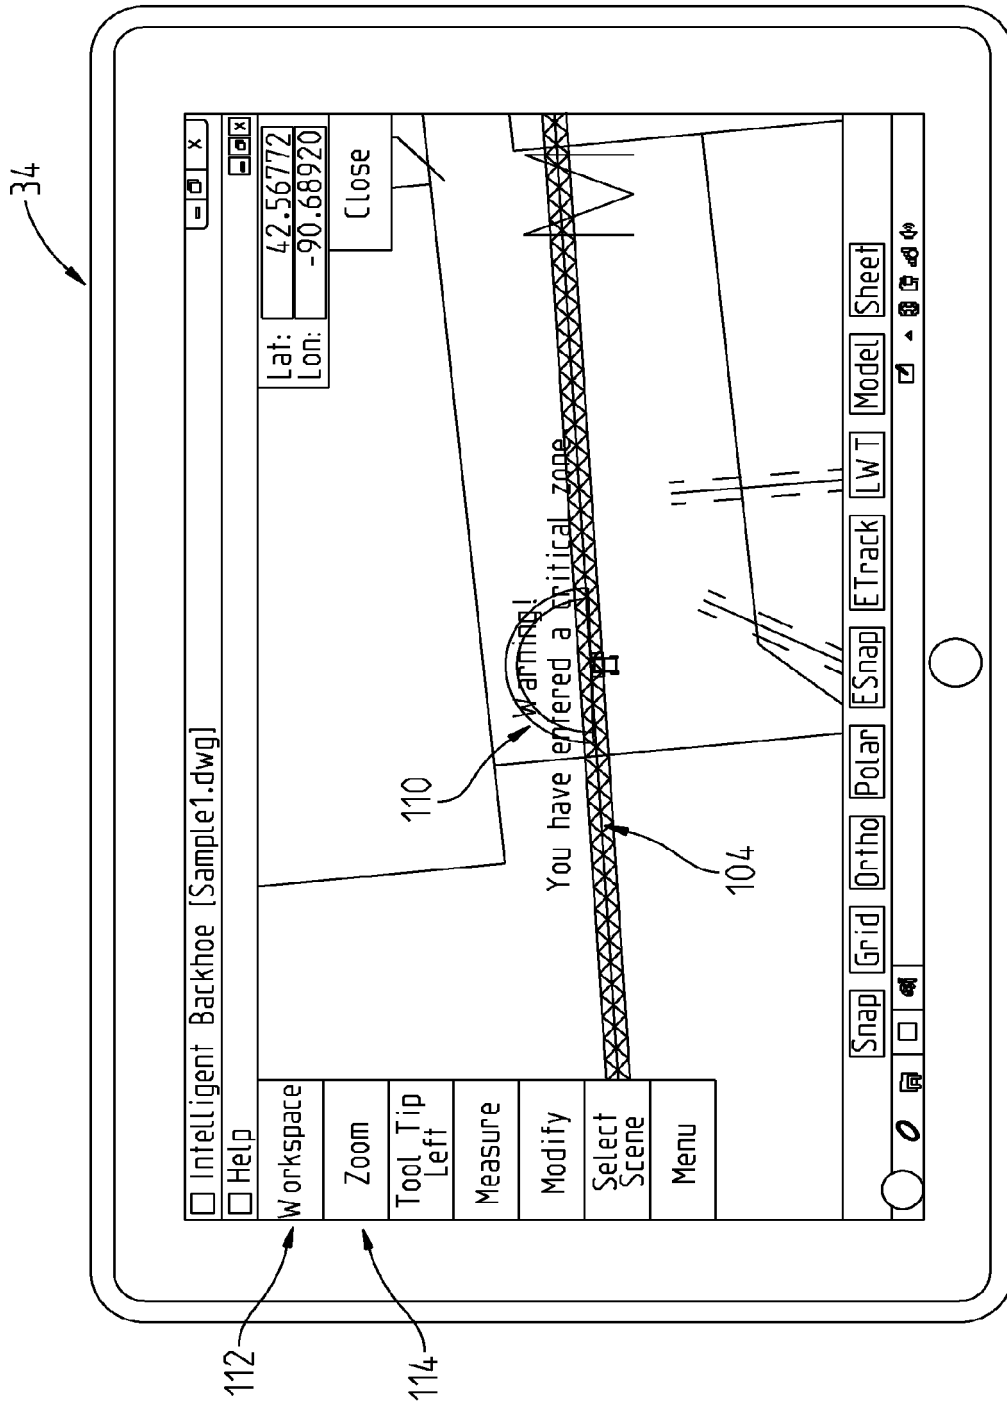 34
Intelligent Backhoe [Sample1.dwg]
Help
112
Workspace
114
Zoom
Tool Tip
Left
Measure
Modify
Select
Scene
Menu
Lat: 42.56772
Lon: -90.68920
Close
110
Warning!
You have entered a critical zone
104
Snap Grid Ortho Polar ESnap ETrack LWT Model Sheet